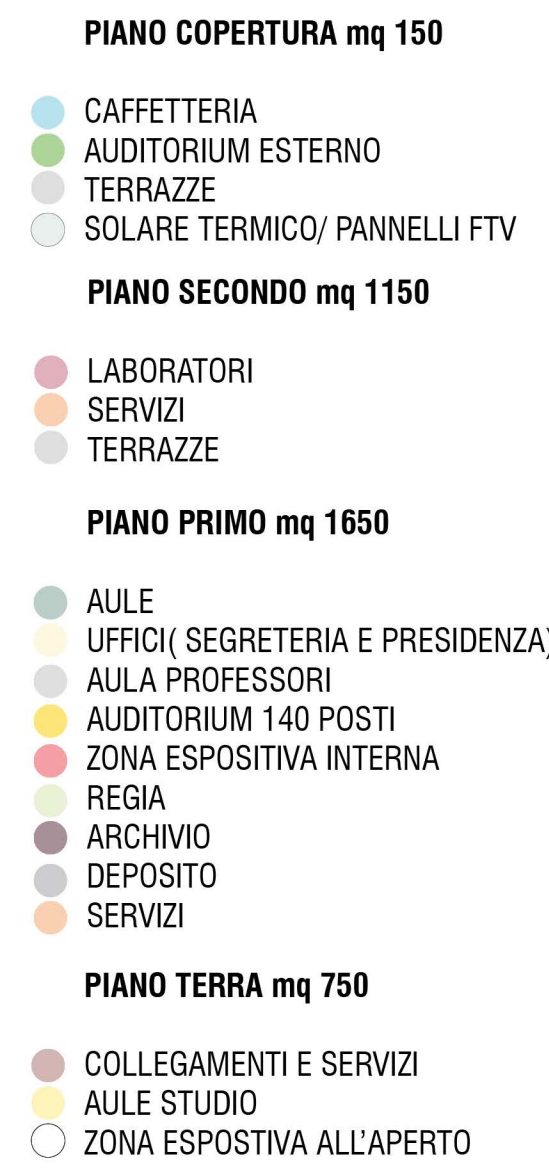 PIANO COPERTURA mq 150
CAFFETTERIA
AUDITORIUM ESTERNO
TERRAZZE
SOLARE TERMICO/ PANNELLI FTV
PIANO SECONDO mq 1150
LABORATORI
SERVIZI
TERRAZZE
PIANO PRIMO mq 1650
AULE
UFFICI( SEGRETERIA E PRESIDENZA)
AULA PROFESSORI
AUDITORIUM 140 POSTI
ZONA ESPOSITIVA INTERNA
REGIA
ARCHIVIO
DEPOSITO
SERVIZI
PIANO TERRA mq 750
COLLEGAMENTI E SERVIZI
AULE STUDIO
ZONA ESPOSTIVA ALL'APERTO